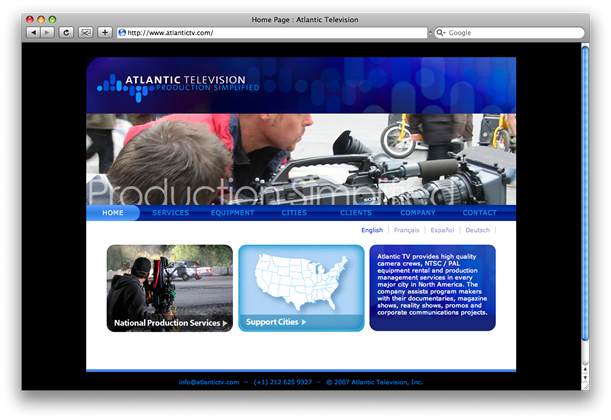 Home Page : Atlantic Television
http://www.atlantictv.com/
Google
ATLANTIC TELEVISION
PRODUCTION SIMPLIFIED
Production Simplified
HOME SERVICES EQUIPMENT CITIES CLIENTS COMPANY CONTACT
English | Français | Español | Deutsch |
National Production Services
Support Cities
Atlantic TV provides high quality
camera crews, NTSC / PAL
equipment rental and production
management services in every
major city in North America. The
company assists program makers
with their documentaries, magazine
shows, reality shows, promos and
corporate communications projects.
info@atlantictv.com -- (+1) 212 625 9327 -- © 2007 Atlantic Television, Inc.